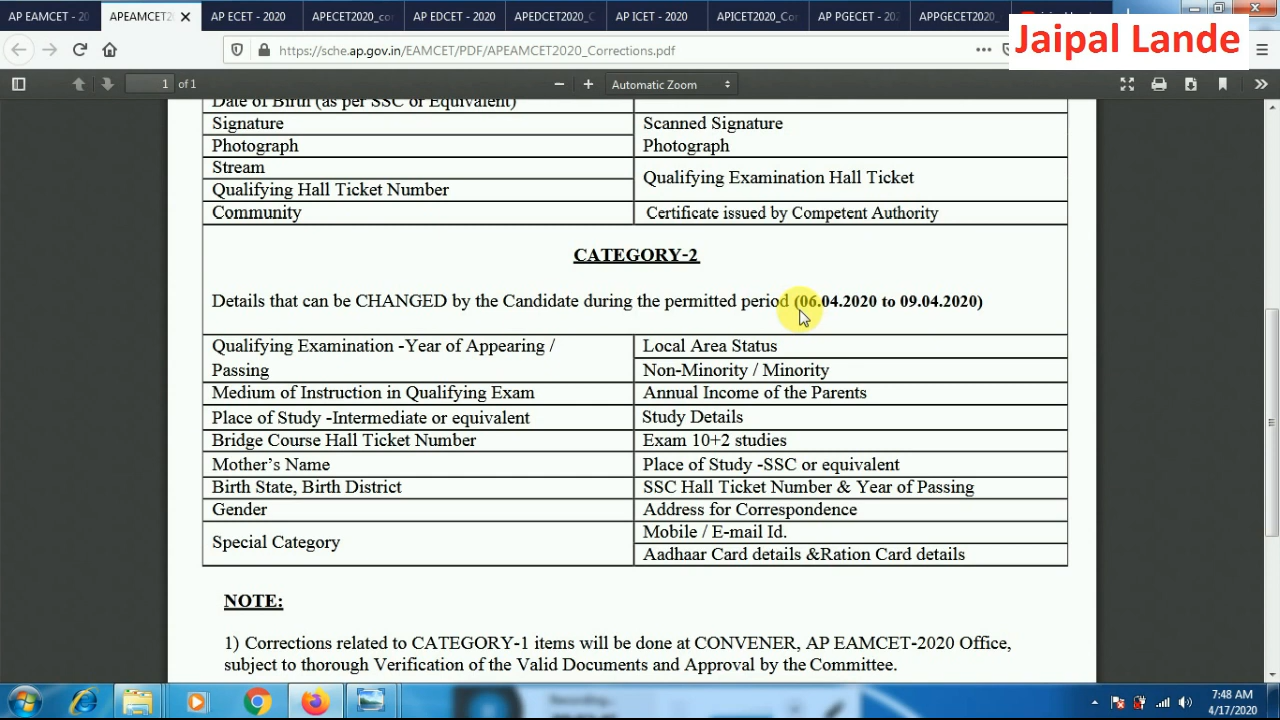 AP EAMCET - 20
APEAMCET20
AP ECET - 2020
APECET2020_co
AP EDCET - 2020
APEDCET2020_C
AP ICET - 2020
APICET2020_Co
AP PGECET - 202
APPGECET2020_
Jaipal Lande
https://sche.ap.gov.in/EAMCET/PDF/APEAMCET2020_Corrections.pdf
1 of 1
Automatic Zoom
Date of Birth (as per SSC or Equivalent)
Signature
Scanned Signature
Photograph
Photograph
Stream
Qualifying Hall Ticket Number
Qualifying Examination Hall Ticket
Community
Certificate issued by Competent Authority
CATEGORY-2
Details that can be CHANGED by the Candidate during the permitted period (06.04.2020 to 09.04.2020)
Qualifying Examination -Year of Appearing /
Passing
Local Area Status
Non-Minority / Minority
Medium of Instruction in Qualifying Exam
Annual Income of the Parents
Place of Study -Intermediate or equivalent
Study Details
Bridge Course Hall Ticket Number
Exam 10+2 studies
Mother's Name
Place of Study -SSC or equivalent
Birth State, Birth District
SSC Hall Ticket Number & Year of Passing
Gender
Address for Correspondence
Special Category
Mobile / E-mail Id.
Aadhaar Card details &Ration Card details
NOTE:
1) Corrections related to CATEGORY-1 items will be done at CONVENER, AP EAMCET-2020 Office,
subject to thorough Verification of the Valid Documents and Approval by the Committee.
7:48 AM
4/17/2020